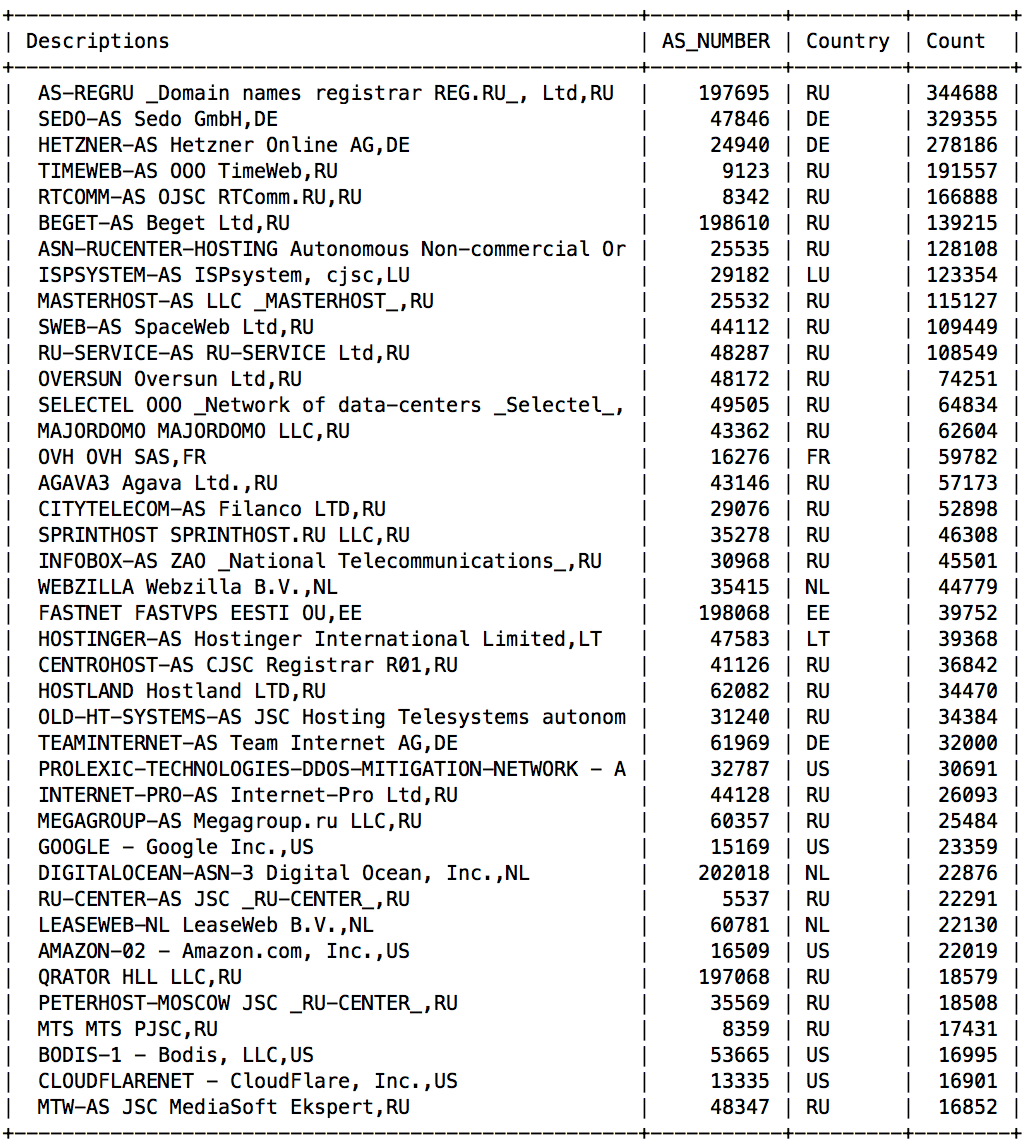 +----------------------------------------------------+-----------+---------+--------+
| Descriptions | AS_NUMBER | Country | Count |
+----------------------------------------------------+-----------+---------+--------+
| AS-REGRU _Domain names registrar REG.RU_, Ltd,RU | 197695 | RU | 344688 |
| SEDO-AS Sedo GmbH,DE | 47846 | DE | 329355 |
| HETZNER-AS Hetzner Online AG,DE | 24940 | DE | 278186 |
| TIMEWEB-AS OOO TimeWeb,RU | 9123 | RU | 191557 |
| RTCOMM-AS OJSC RTComm.RU,RU | 8342 | RU | 166888 |
| BEGET-AS Beget Ltd,RU | 198610 | RU | 139215 |
| ASN-RUCENTER-HOSTING Autonomous Non-commercial Or | 25535 | RU | 128108 |
| ISPSYSTEM-AS ISPsystem, cjsc,LU | 29182 | LU | 123354 |
| MASTERHOST-AS LLC _MASTERHOST_,RU | 25532 | RU | 115127 |
| SWEB-AS SpaceWeb Ltd,RU | 44112 | RU | 109449 |
| RU-SERVICE-AS RU-SERVICE Ltd,RU | 48287 | RU | 108549 |
| OVERSUN Oversun Ltd,RU | 48172 | RU | 74251 |
| SELECTEL OOO _Network of data-centers _Selectel_, | 49505 | RU | 64834 |
| MAJORDOMO MAJORDOMO LLC,RU | 43362 | RU | 62604 |
| OVH OVH SAS,FR | 16276 | FR | 59782 |
| AGAVA3 Agava Ltd.,RU | 43146 | RU | 57173 |
| CITYTELECOM-AS Filanco LTD,RU | 29076 | RU | 52898 |
| SPRINTHOST SPRINTHOST.RU LLC,RU | 35278 | RU | 46308 |
| INFOBOX-AS ZAO _National Telecommunications_,RU | 30968 | RU | 45501 |
| WEBZILLA Webzilla B.V.,NL | 35415 | NL | 44779 |
| FASTNET FASTVPS EESTI OU,EE | 198068 | EE | 39752 |
| HOSTINGER-AS Hostinger International Limited,LT | 47583 | LT | 39368 |
| CENTROHOST-AS CJSC Registrar R01,RU | 41126 | RU | 36842 |
| HOSTLAND Hostland LTD,RU | 62082 | RU | 34470 |
| OLD-HT-SYSTEMS-AS JSC Hosting Telesystems autonom | 31240 | RU | 34384 |
| TEAMINTERNET-AS Team Internet AG,DE | 61969 | DE | 32000 |
| PROLEXIC-TECHNOLOGIES-DDOS-MITIGATION-NETWORK - A | 32787 | US | 30691 |
| INTERNET-PRO-AS Internet-Pro Ltd,RU | 44128 | RU | 26093 |
| MEGAGROUP-AS Megagroup.ru LLC,RU | 60357 | RU | 25484 |
| GOOGLE - Google Inc.,US | 15169 | US | 23359 |
| DIGITALOCEAN-ASN-3 Digital Ocean, Inc.,NL | 202018 | NL | 22876 |
| RU-CENTER-AS JSC _RU-CENTER_,RU | 5537 | RU | 22291 |
| LEASEWEB-NL LeaseWeb B.V.,NL | 60781 | NL | 22130 |
| AMAZON-02 - Amazon.com, Inc.,US | 16509 | US | 22019 |
| QRATOR HLL LLC,RU | 197068 | RU | 18579 |
| PETERHOST-MOSCOW JSC _RU-CENTER_,RU | 35569 | RU | 18508 |
| MTS MTS PJSC,RU | 8359 | RU | 17431 |
| BODIS-1 - Bodis, LLC,US | 53665 | US | 16995 |
| CLOUDFLARENET - CloudFlare, Inc.,US | 13335 | US | 16901 |
| MTW-AS JSC MediaSoft Ekspert,RU | 48347 | RU | 16852 |
+----------------------------------------------------+-----------+---------+--------+